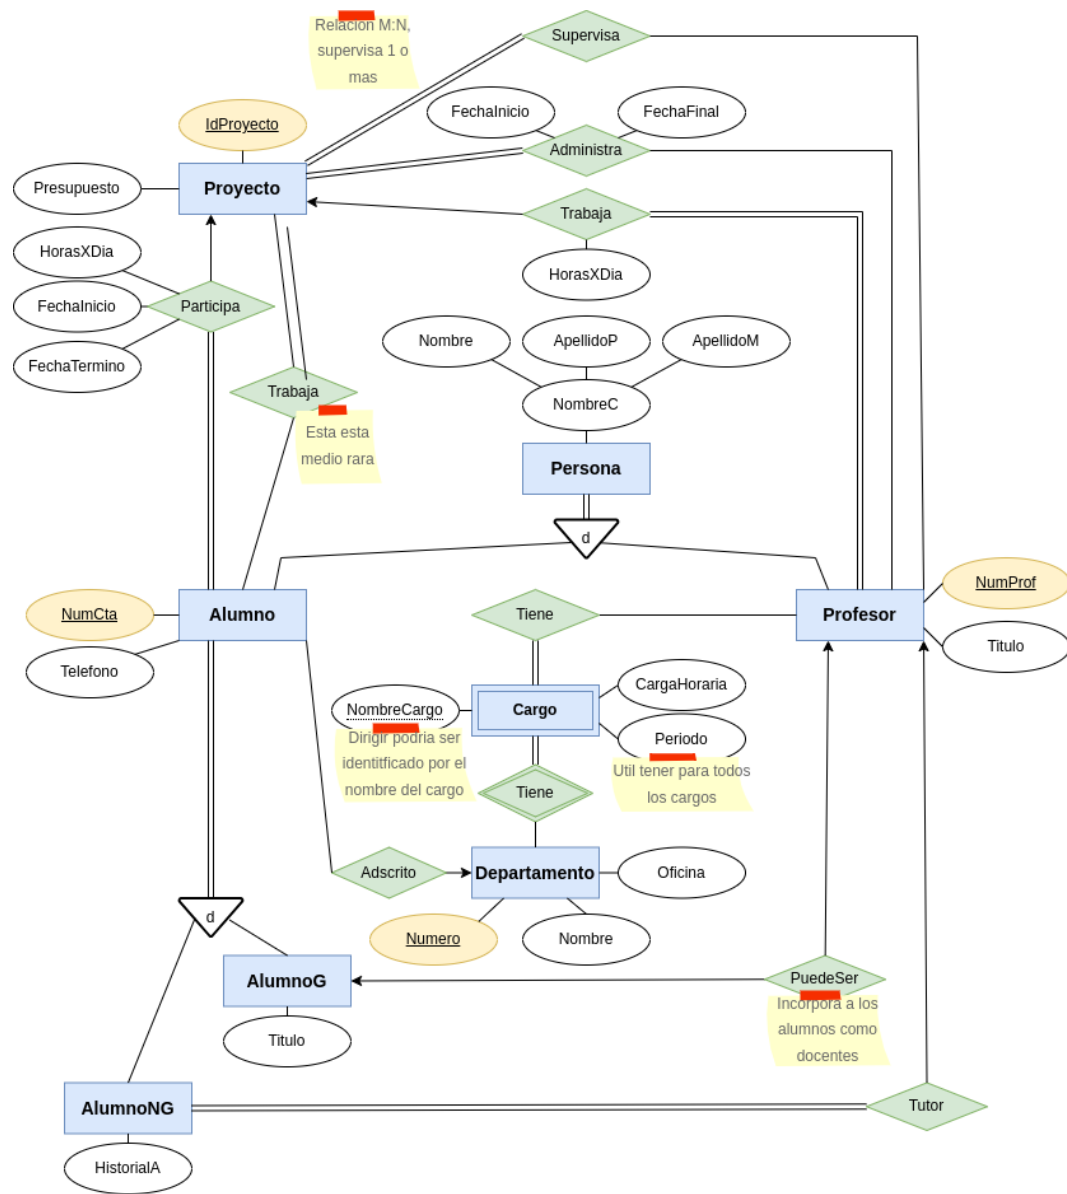 Relación M:N,
supervisa 1 o
mas
Supervisa
IdProyecto
FechaInicio
FechaFinal
Administra
Presupuesto
Proyecto
Trabaja
HorasXDia
HorasXDia
FechaInicio
Participa
FechaTermino
Nombre
ApellidoP
ApellidoM
NombreC
Trabaja
Esta esta
medio rara
Persona
d
NumCta
Alumno
Telefono
Tiene
Profesor
NumProf
Titulo
NombreCargo
Cargo
CargaHoraria
Periodo
Dirigir podria ser
identitficado por el
nombre del cargo
Util tener para todos
los cargos
Tiene
Adscrito
Departamento
Oficina
Numero
Nombre
d
AlumnoG
Titulo
PuedeSer
Incorpora a los
alumnos como
docentes
AlumnoNG
HistorialA
Tutor